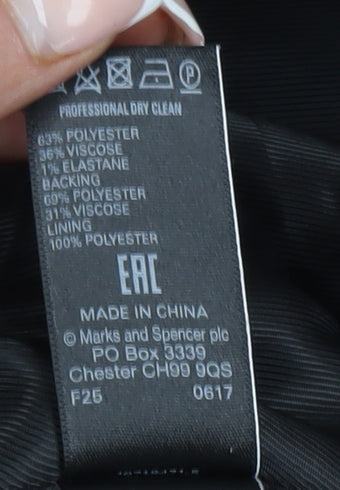 P
PROFESSIONAL DRY CLEAN
63% POLYESTER
36% VISCOSE
1% ELASTANE
BACKING
69% POLYESTER
31% VISCOSE
LINING
100% POLYESTER
EAC
MADE IN CHINA
© Marks and Spencer plc
PO Box 3339
Chester CH99 9QS
F25 0617